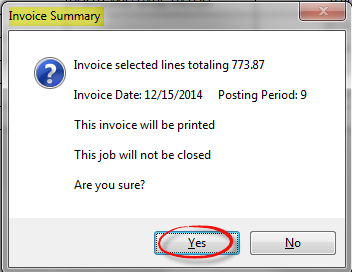 Invoice Summary
Invoice selected lines totaling 773.87
Invoice Date: 12/15/2014 Posting Period: 9
This invoice will be printed
This job will not be closed
Are you sure?
Yes No